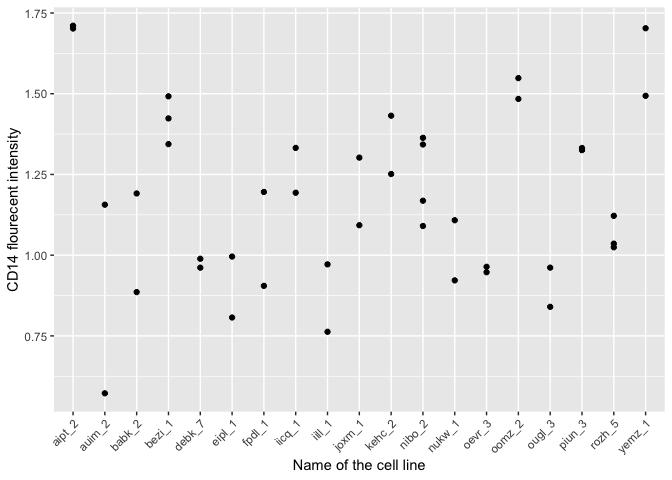 1.75
1.50
1.25
1.00
0.75
CD14 flourecent intensity
aipt_2
auim_2
babk_2
bezi_1
debk_7
eipl_1
fpdl_1
iicq_1
iill_1
joxm_1
kehc_2
nibo_2
nukw_1
oevr_3
oomz_2
ougl_3
piun_3
rozh_5
yemz_1
Name of the cell line